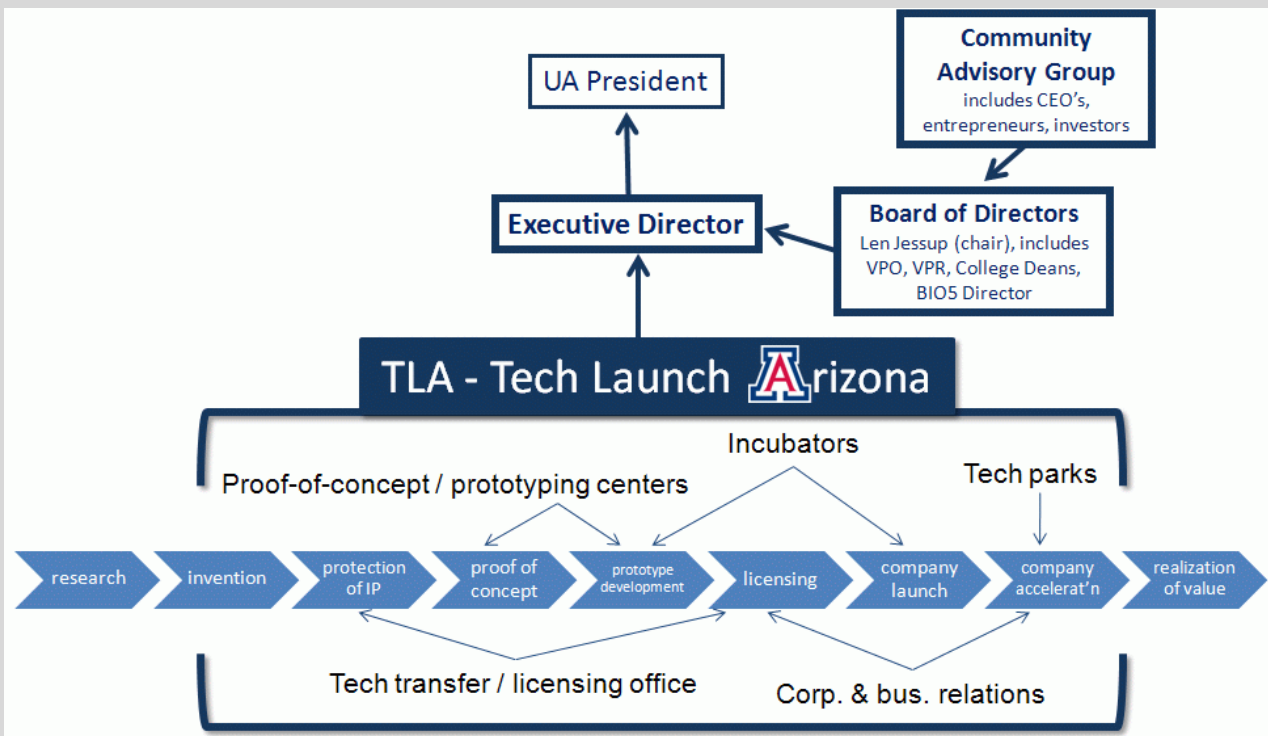 Community
Advisory Group
includes CEO's,
entrepreneurs, investors
UA President
Executive Director
Board of Directors
Len Jessup (chair), includes
VPO, VPR, College Deans,
BIO5 Director
TLA - Tech Launch Arizona
Incubators
Proof-of-concept / prototyping centers
Tech parks
research
invention
protection
of IP
proof of
concept
prototype
development
licensing
company
launch
company
accelerat'n
realization
of value
Tech transfer / licensing office
Corp. & bus. relations